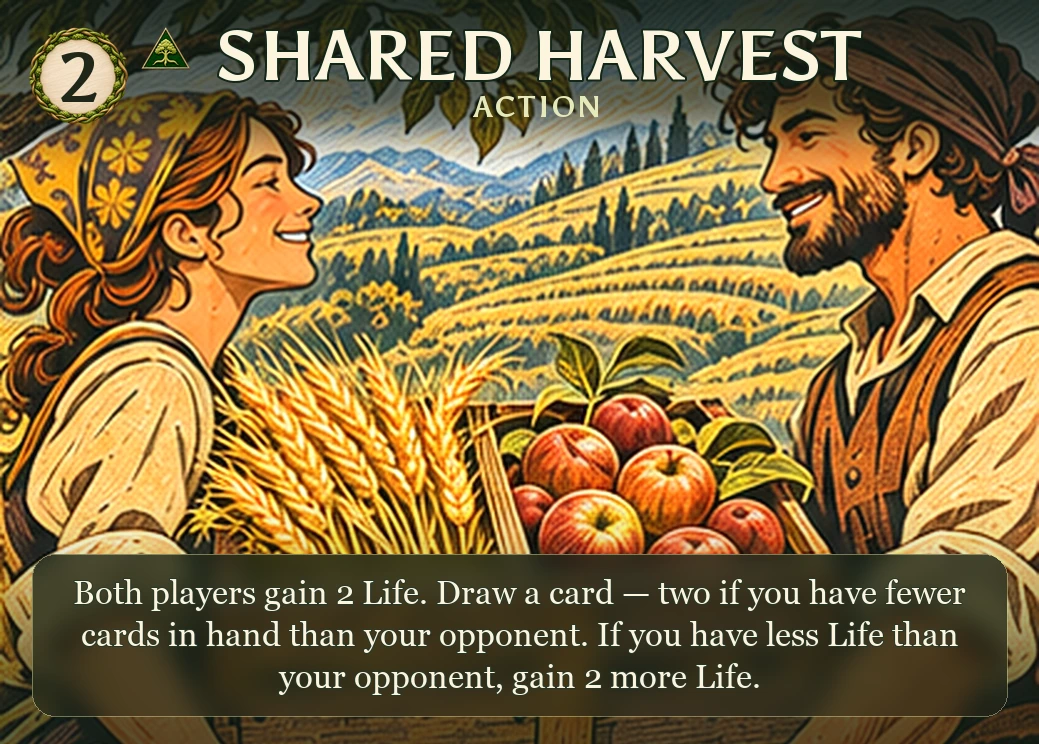 2
SHARED HARVEST
ACTION
Both players gain 2 Life. Draw a card — two if you have fewer
cards in hand than your opponent. If you have less Life than
your opponent, gain 2 more Life.